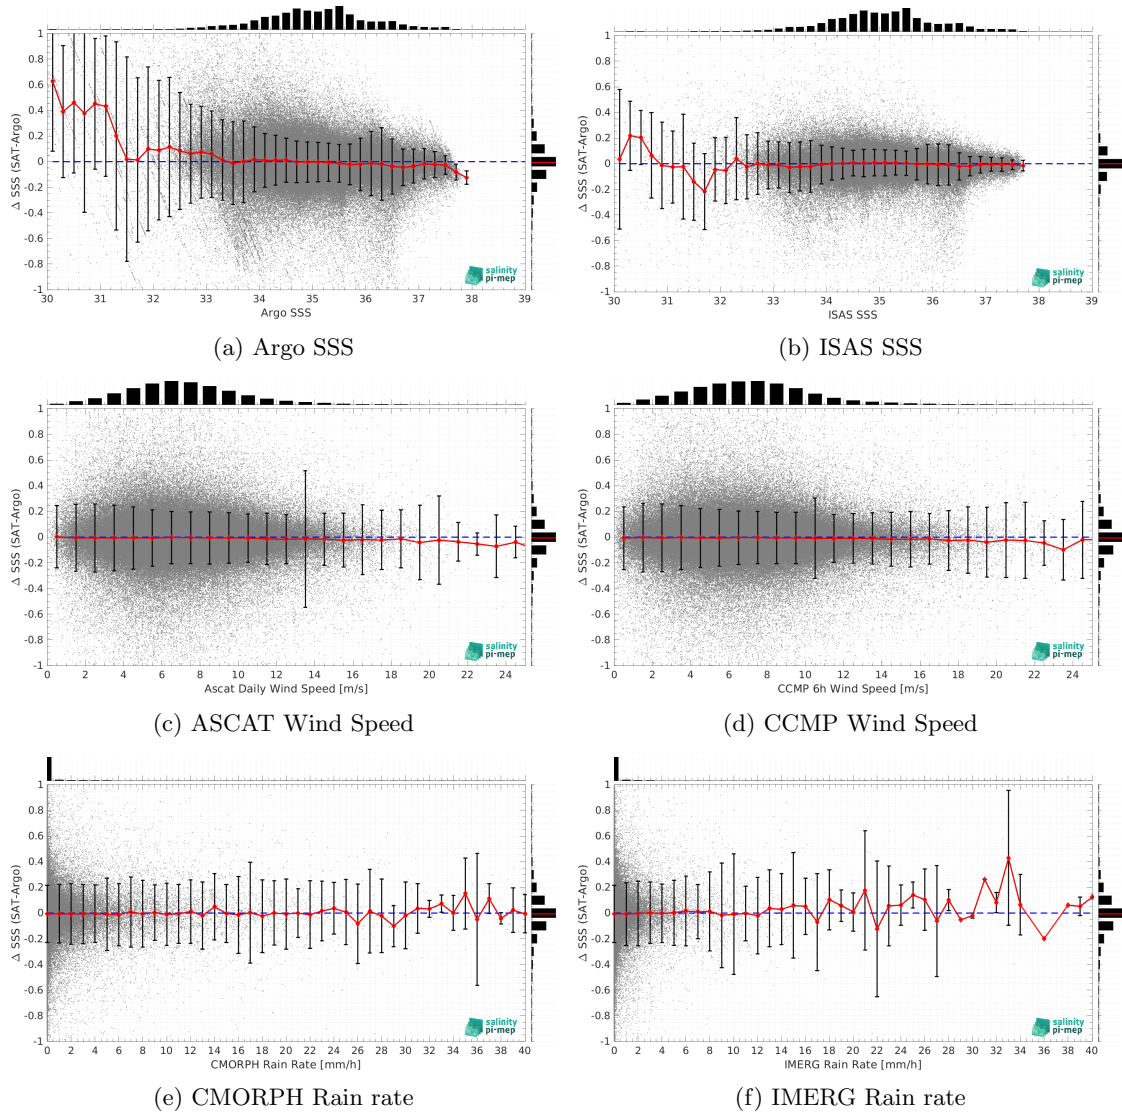 1
0.8
0.6
0.4
0.2
0
-0.2
-0.4
-0.6
-0.8
-1
Δ SSS (SAT-Argo)
30 31 32 33 34 35 36 37 38 39
Argo SSS
salinity
pi-mep
(a) Argo SSS
1
0.8
0.6
0.4
0.2
0
-0.2
-0.4
-0.6
-0.8
-1
Δ SSS (SAT-Argo)
30 31 32 33 34 35 36 37 38 39
ISAS SSS
salinity
pi-mep
(b) ISAS SSS
1
0.8
0.6
0.4
0.2
0
-0.2
-0.4
-0.6
-0.8
-1
Δ SSS (SAT-Argo)
0 2 4 6 8 10 12 14 16 18 20 22 24
Ascat Daily Wind Speed [m/s]
salinity
pi-mep
(c) ASCAT Wind Speed
1
0.8
0.6
0.4
0.2
0
-0.2
-0.4
-0.6
-0.8
-1
Δ SSS (SAT-Argo)
0 2 4 6 8 10 12 14 16 18 20 22 24
CCMP 6h Wind Speed [m/s]
salinity
pi-mep
(d) CCMP Wind Speed
1
0.8
0.6
0.4
0.2
0
-0.2
-0.4
-0.6
-0.8
-1
Δ SSS (SAT-Argo)
0 2 4 6 8 10 12 14 16 18 20 22 24 26 28 30 32 34 36 38 40
CMORPH Rain Rate [mm/h]
salinity
pi-mep
(e) CMORPH Rain rate
1
0.8
0.6
0.4
0.2
0
-0.2
-0.4
-0.6
-0.8
-1
Δ SSS (SAT-Argo)
0 2 4 6 8 10 12 14 16 18 20 22 24 26 28 30 32 34 36 38 40
IMERG Rain Rate [mm/h]
salinity
pi-mep
(f) IMERG Rain rate